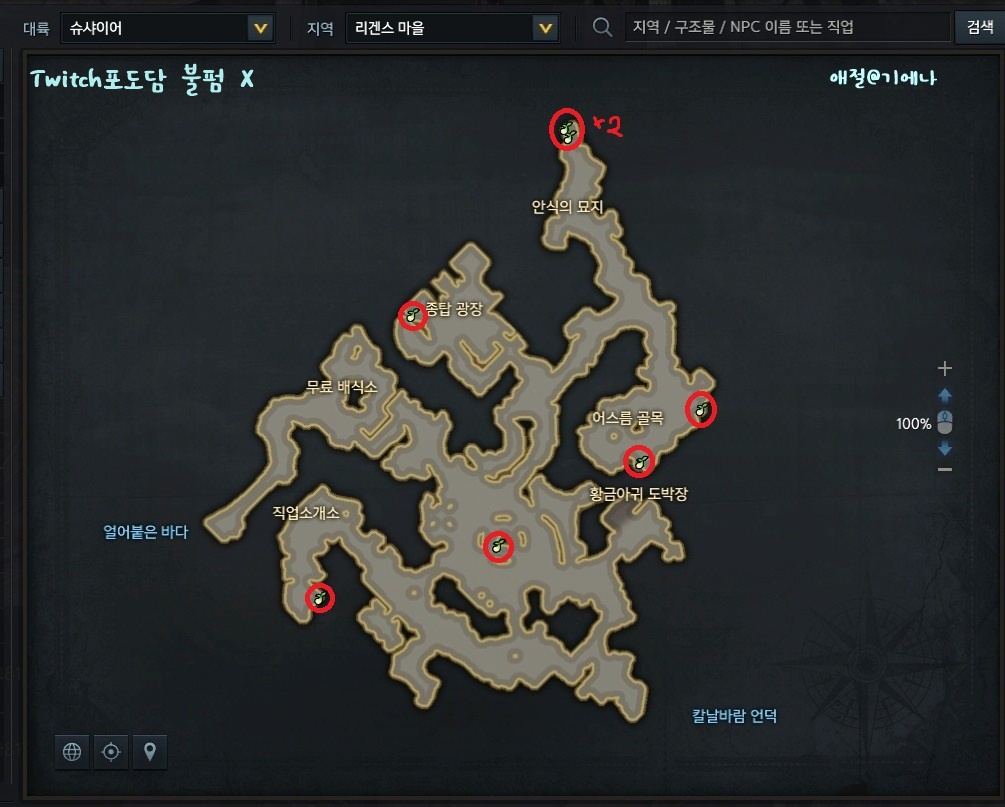 대륙 슈샤이어 지역 리겐스 마을 지역 / 구조물 / NPC 이름 또는 직업 검색
Twitch포도담 불펌 X 애절@기에나
×2
안식의 묘지
종탑 광장
무료 배식소
어스름 골목
100%
황금아귀 도박장
직업소개소
얼어붙은 바다
칼날바람 언덕